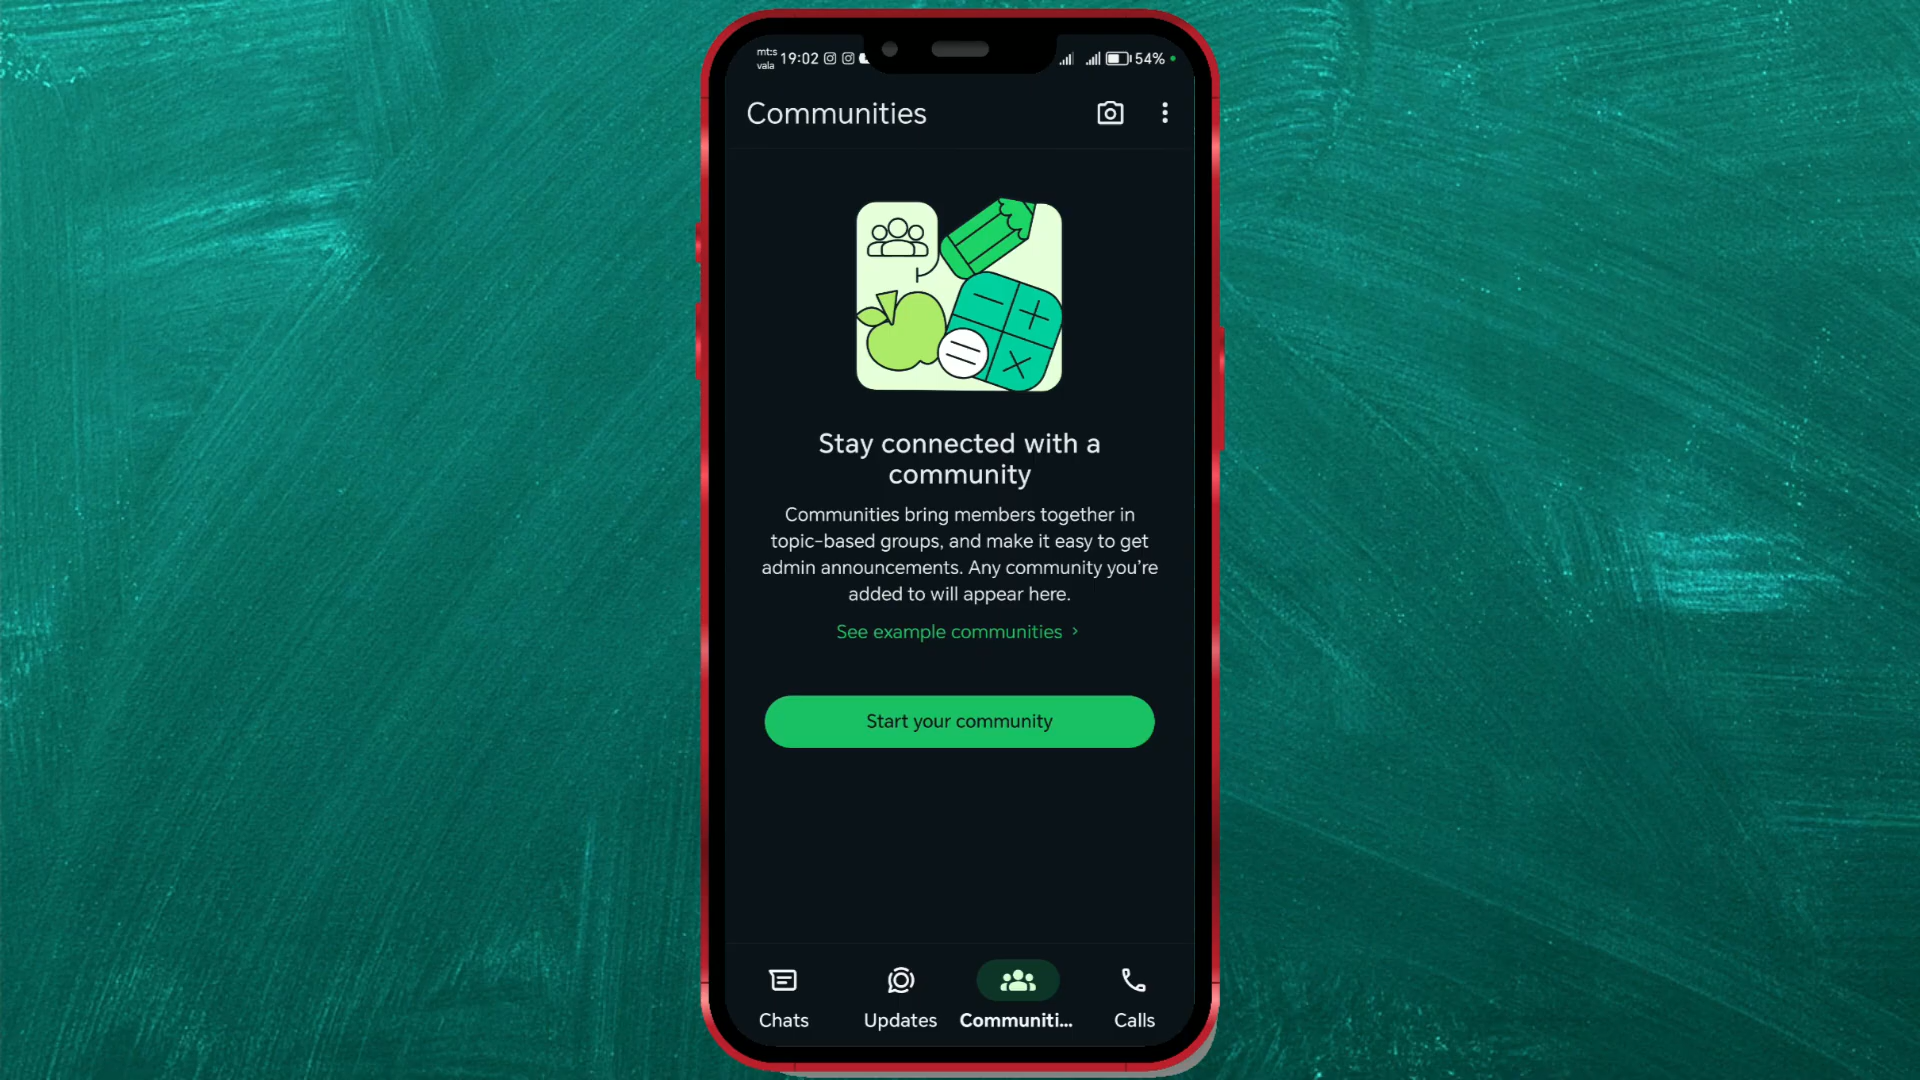 mt:s
vala
19:02
54%
Communities
Stay connected with a
community
Communities bring members together in
topic-based groups, and make it easy to get
admin announcements. Any community you're
added to will appear here.
See example communities >
Start your community
Chats
Updates
Communiti...
Calls